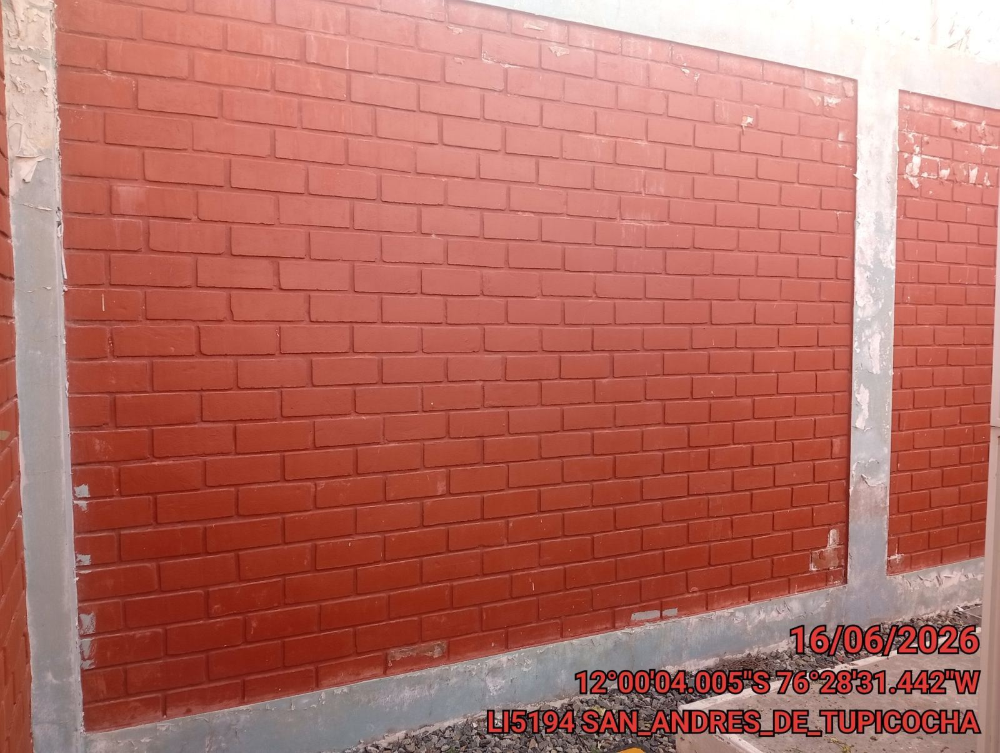 16/06/2026
12°00'04.005"S 76°28'31.442"W
LI5194 SAN_ANDRES_DE_TUPICOCHA